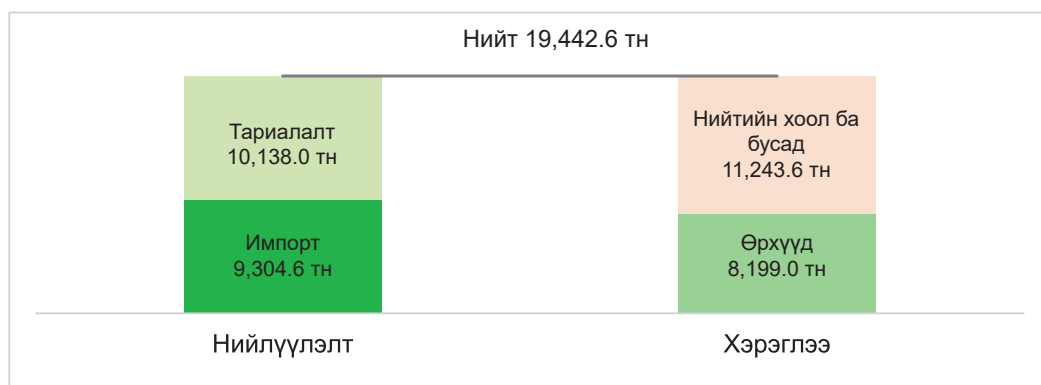 Нийт 19,442.6 тн
Тариалалт
10,138.0 тн
Импорт
9,304.6 тн
Нийтийн хоол ба
бусад
11,243.6 тн
Өрхүүд
8,199.0 тн
Нийлүүлэлт
Хэрэглээ